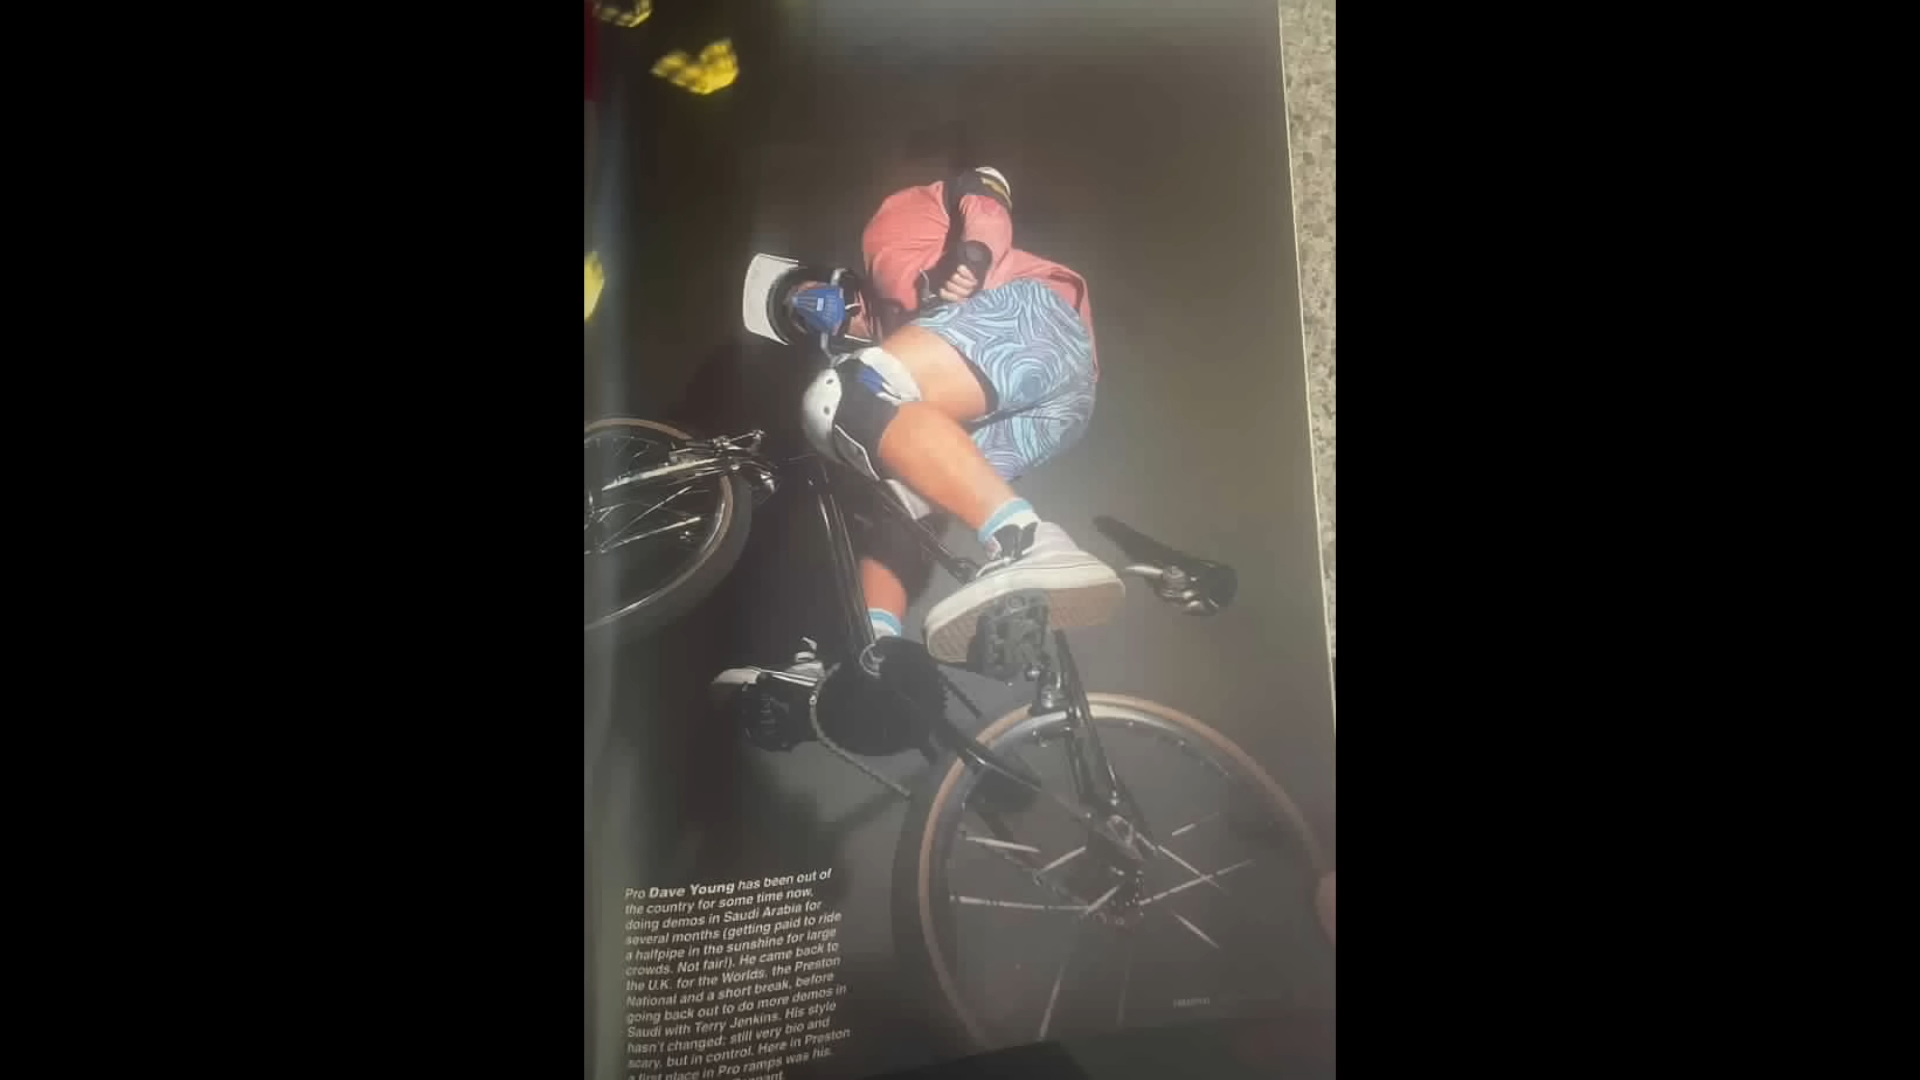 Pro Dave Young has been out of
the country for some time now,
doing demos in Saudi Arabia for
several months (getting paid to ride
a halfpipe in the sunshine for large
crowds. Not fair!). He came back to
the U.K. for the Worlds, the Preston
National and a short break, before
going back out to do more demos in
Saudi with Terry Jenkins. His style
hasn't changed; still very bio and
scary, but in control. Here in Preston
a first place in Pro ramps was his.